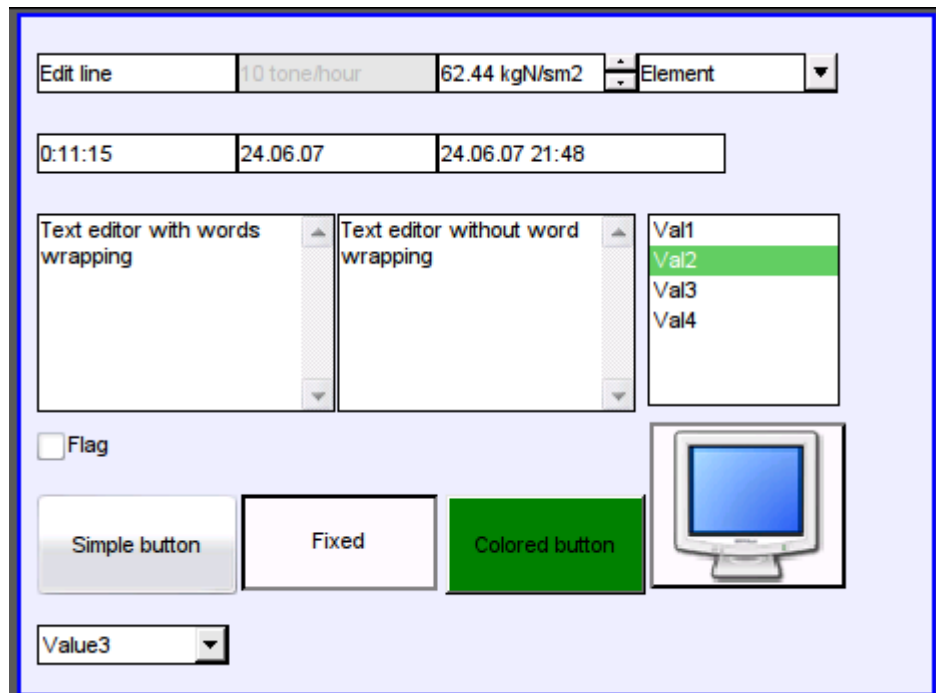 Edit line 10 tone/hour 62.44 kgN/sm2 Element
0:11:15 24.06.07 24.06.07 21:48
Text editor with words
wrapping
Text editor without word
wrapping
Val1
Val2
Val3
Val4
Flag
Simple button Fixed Colored button
Value3